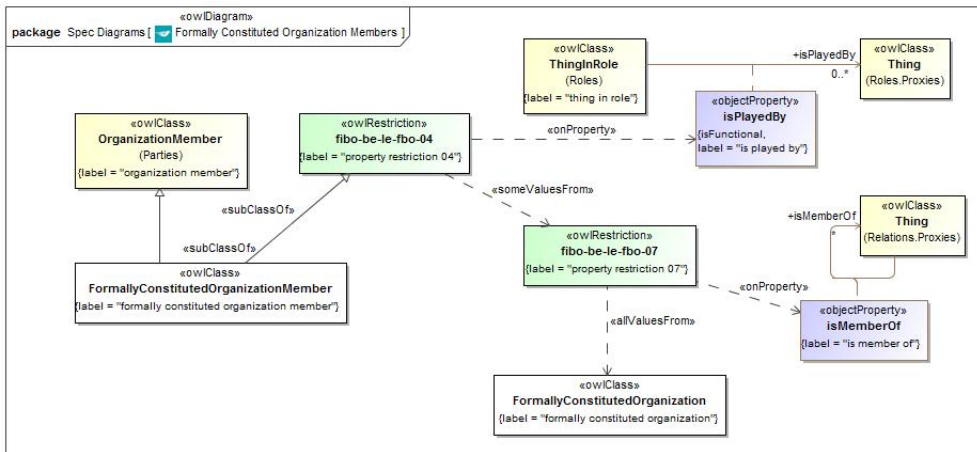 «owlDiagram»
package Spec Diagrams [ Formally Constituted Organization Members ]
«owlClass»
ThingInRole
(Roles)
{label = "thing in role"}
+isPlayedBy
0..*
«owlClass»
Thing
(Roles.Proxies)
«objectProperty»
isPlayedBy
{isFunctional,
label = "is played by"}
«owlClass»
OrganizationMember
(Parties)
{label = "organization member"}
«owlRestriction»
fibo-be-le-fbo-04
{label = "property restriction 04"}
«onProperty»
«someValuesFrom»
«subClassOf»
«subClassOf»
«owlClass»
FormallyConstitutedOrganizationMember
{label = "formally constituted organization member"}
«owlRestriction»
fibo-be-le-fbo-07
{label = "property restriction 07"}
+isMemberOf
*
«owlClass»
Thing
(Relations.Proxies)
«onProperty»
«objectProperty»
isMemberOf
{label = "is member of"}
«allValuesFrom»
«owlClass»
FormallyConstitutedOrganization
{label = "formally constituted organization"}